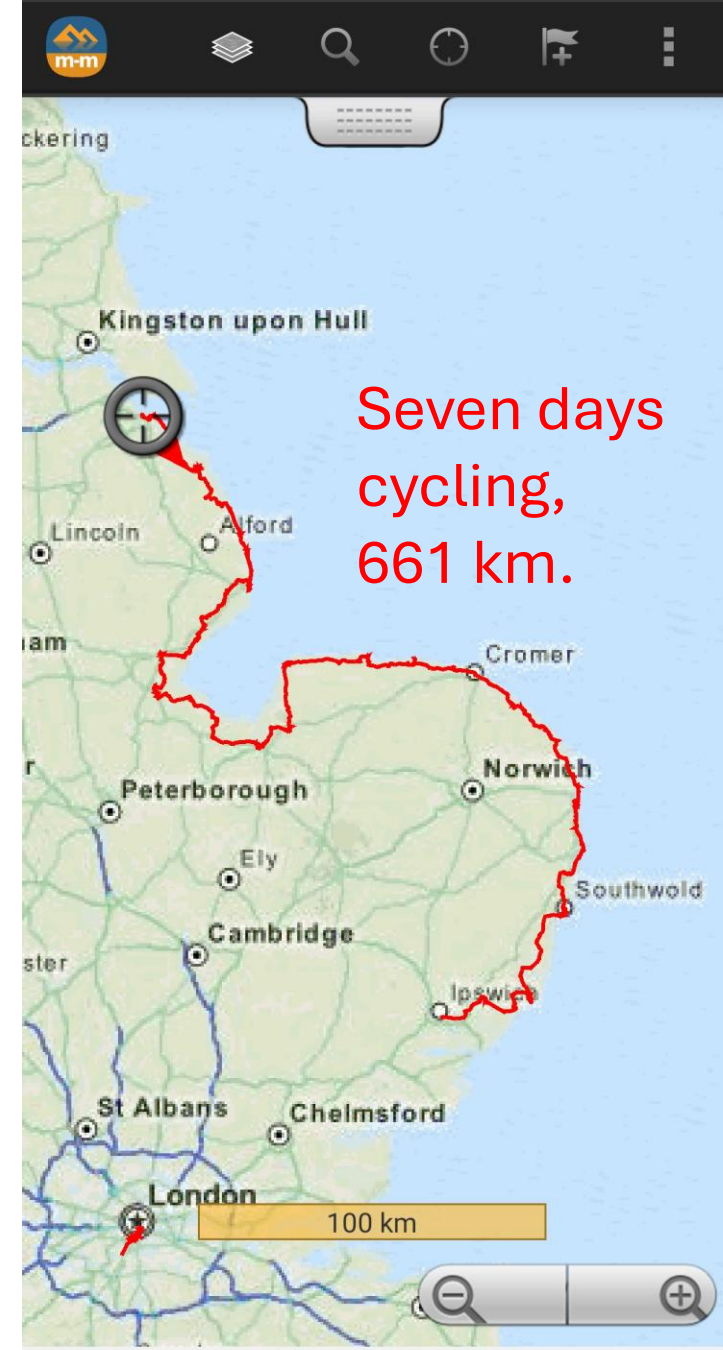 m-m
ckering
Kingston upon Hull
Seven days
cycling,
661 km.
Alford
Lincoln
am
Cromer
r
Norwich
Peterborough
Ely
Southwold
Cambridge
ster
Ipswich
St Albans
Chelmsford
London
100 km